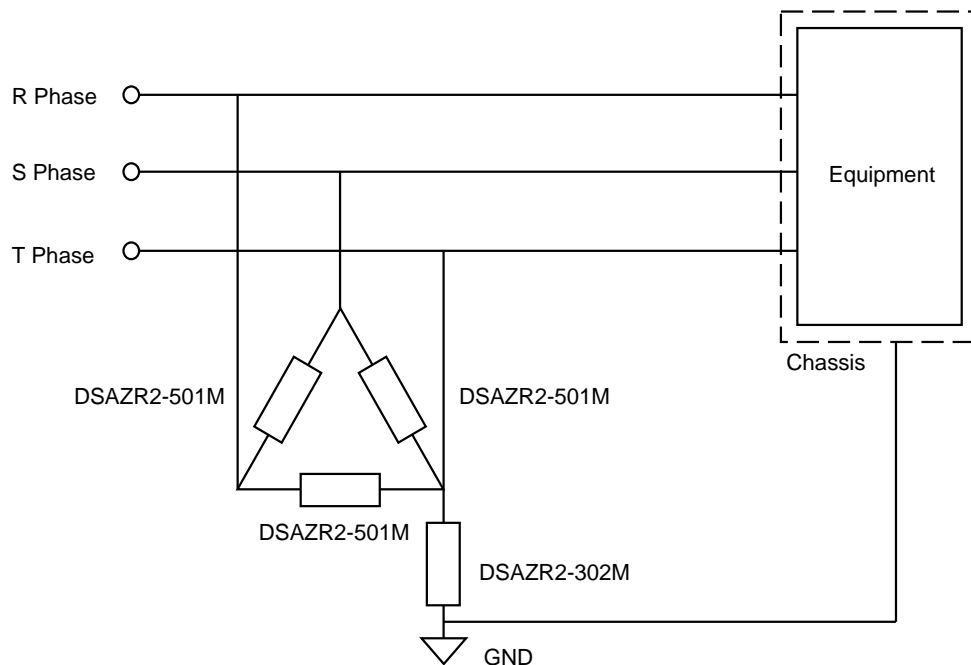 R Phase
S Phase
T Phase
Equipment
Chassis
DSAZR2-501M
DSAZR2-501M
DSAZR2-501M
DSAZR2-302M
GND